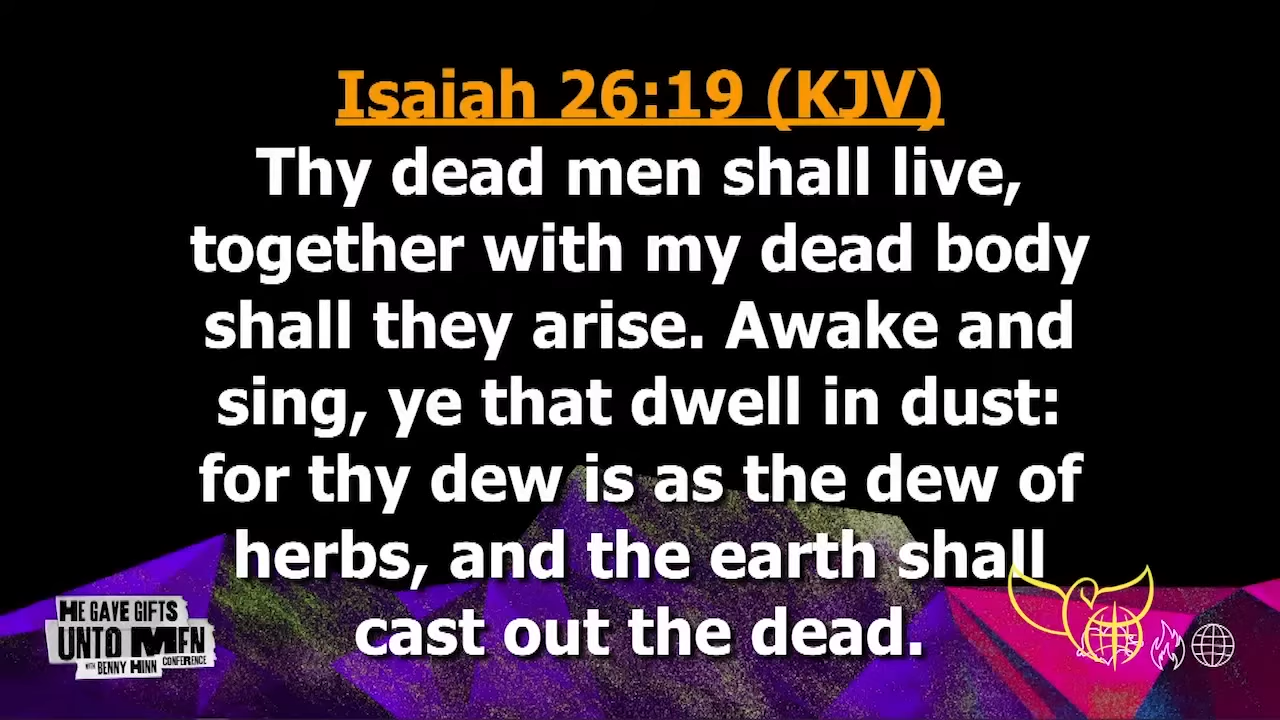 Isaiah 26:19 (KJV)
Thy dead men shall live,
together with my dead body
shall they arise. Awake and
sing, ye that dwell in dust:
for thy dew is as the dew of
herbs, and the earth shall
cast out the dead.
HE GAVE GIFTS
UNTO MEN
WITH BENNY HINN CONFERENCE